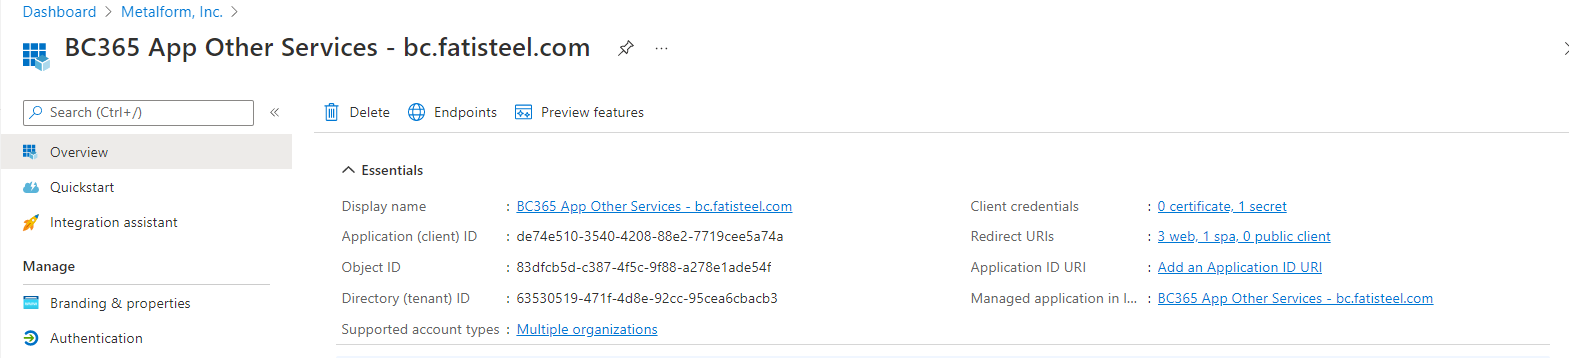 Dashboard > Metalform, Inc. >
BC365 App Other Services - bc.fatisteel.com ...
Search (Ctrl+/) «
Delete Endpoints Preview features
Overview
Quickstart
Integration assistant
Manage
Branding & properties
Authentication
Essentials
Display name : BC365 App Other Services - bc.fatisteel.com
Application (client) ID : de74e510-3540-4208-88e2-7719cee5a74a
Object ID : 83dfcb5d-c387-4f5c-9f88-a278e1ade54f
Directory (tenant) ID : 63530519-471f-4d8e-92cc-95cea6cbacb3
Supported account types : Multiple organizations
Client credentials : 0 certificate, 1 secret
Redirect URIs : 3 web, 1 spa, 0 public client
Application ID URI : Add an Application ID URI
Managed application in l... : BC365 App Other Services - bc.fatisteel.com